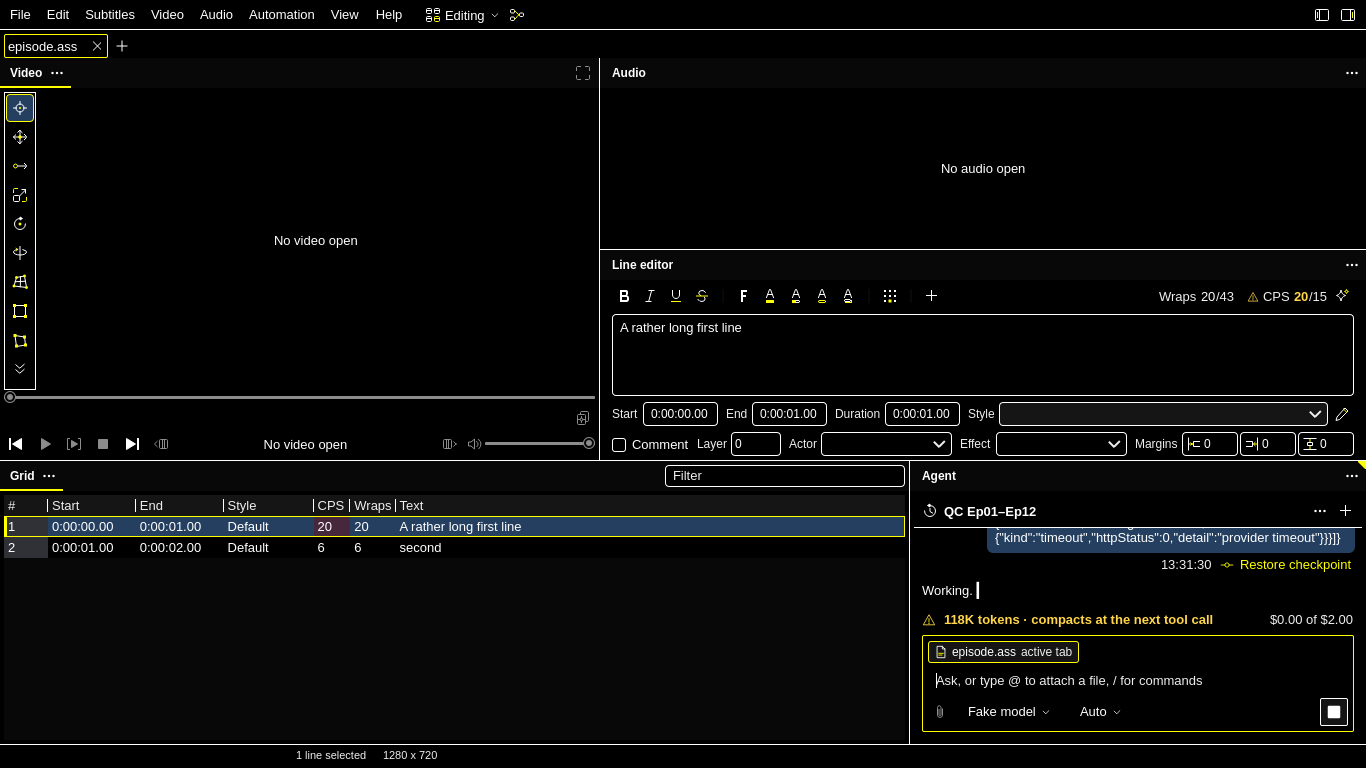 File Edit Subtitles Video Audio Automation View Help Editing
episode.ass
Video
Audio
No video open
No audio open
Line editor
B I U S F A A A A Wraps 20/43 CPS 20/15
A rather long first line
Start 0:00:00.00 End 0:00:01.00 Duration 0:00:01.00 Style
No video open
Comment Layer 0 Actor Effect Margins 0 0 0
Grid Filter
# Start End Style CPS Wraps Text
1 0:00:00.00 0:00:01.00 Default 20 20 A rather long first line
2 0:00:01.00 0:00:02.00 Default 6 6 second
Agent
QC Ep01–Ep12
{"kind":"timeout","httpStatus":0,"detail":"provider timeout"}}}]}
13:31:30 Restore checkpoint
Working.
118K tokens · compacts at the next tool call $0.00 of $2.00
episode.ass active tab
Ask, or type @ to attach a file, / for commands
Fake model Auto
1 line selected 1280 x 720